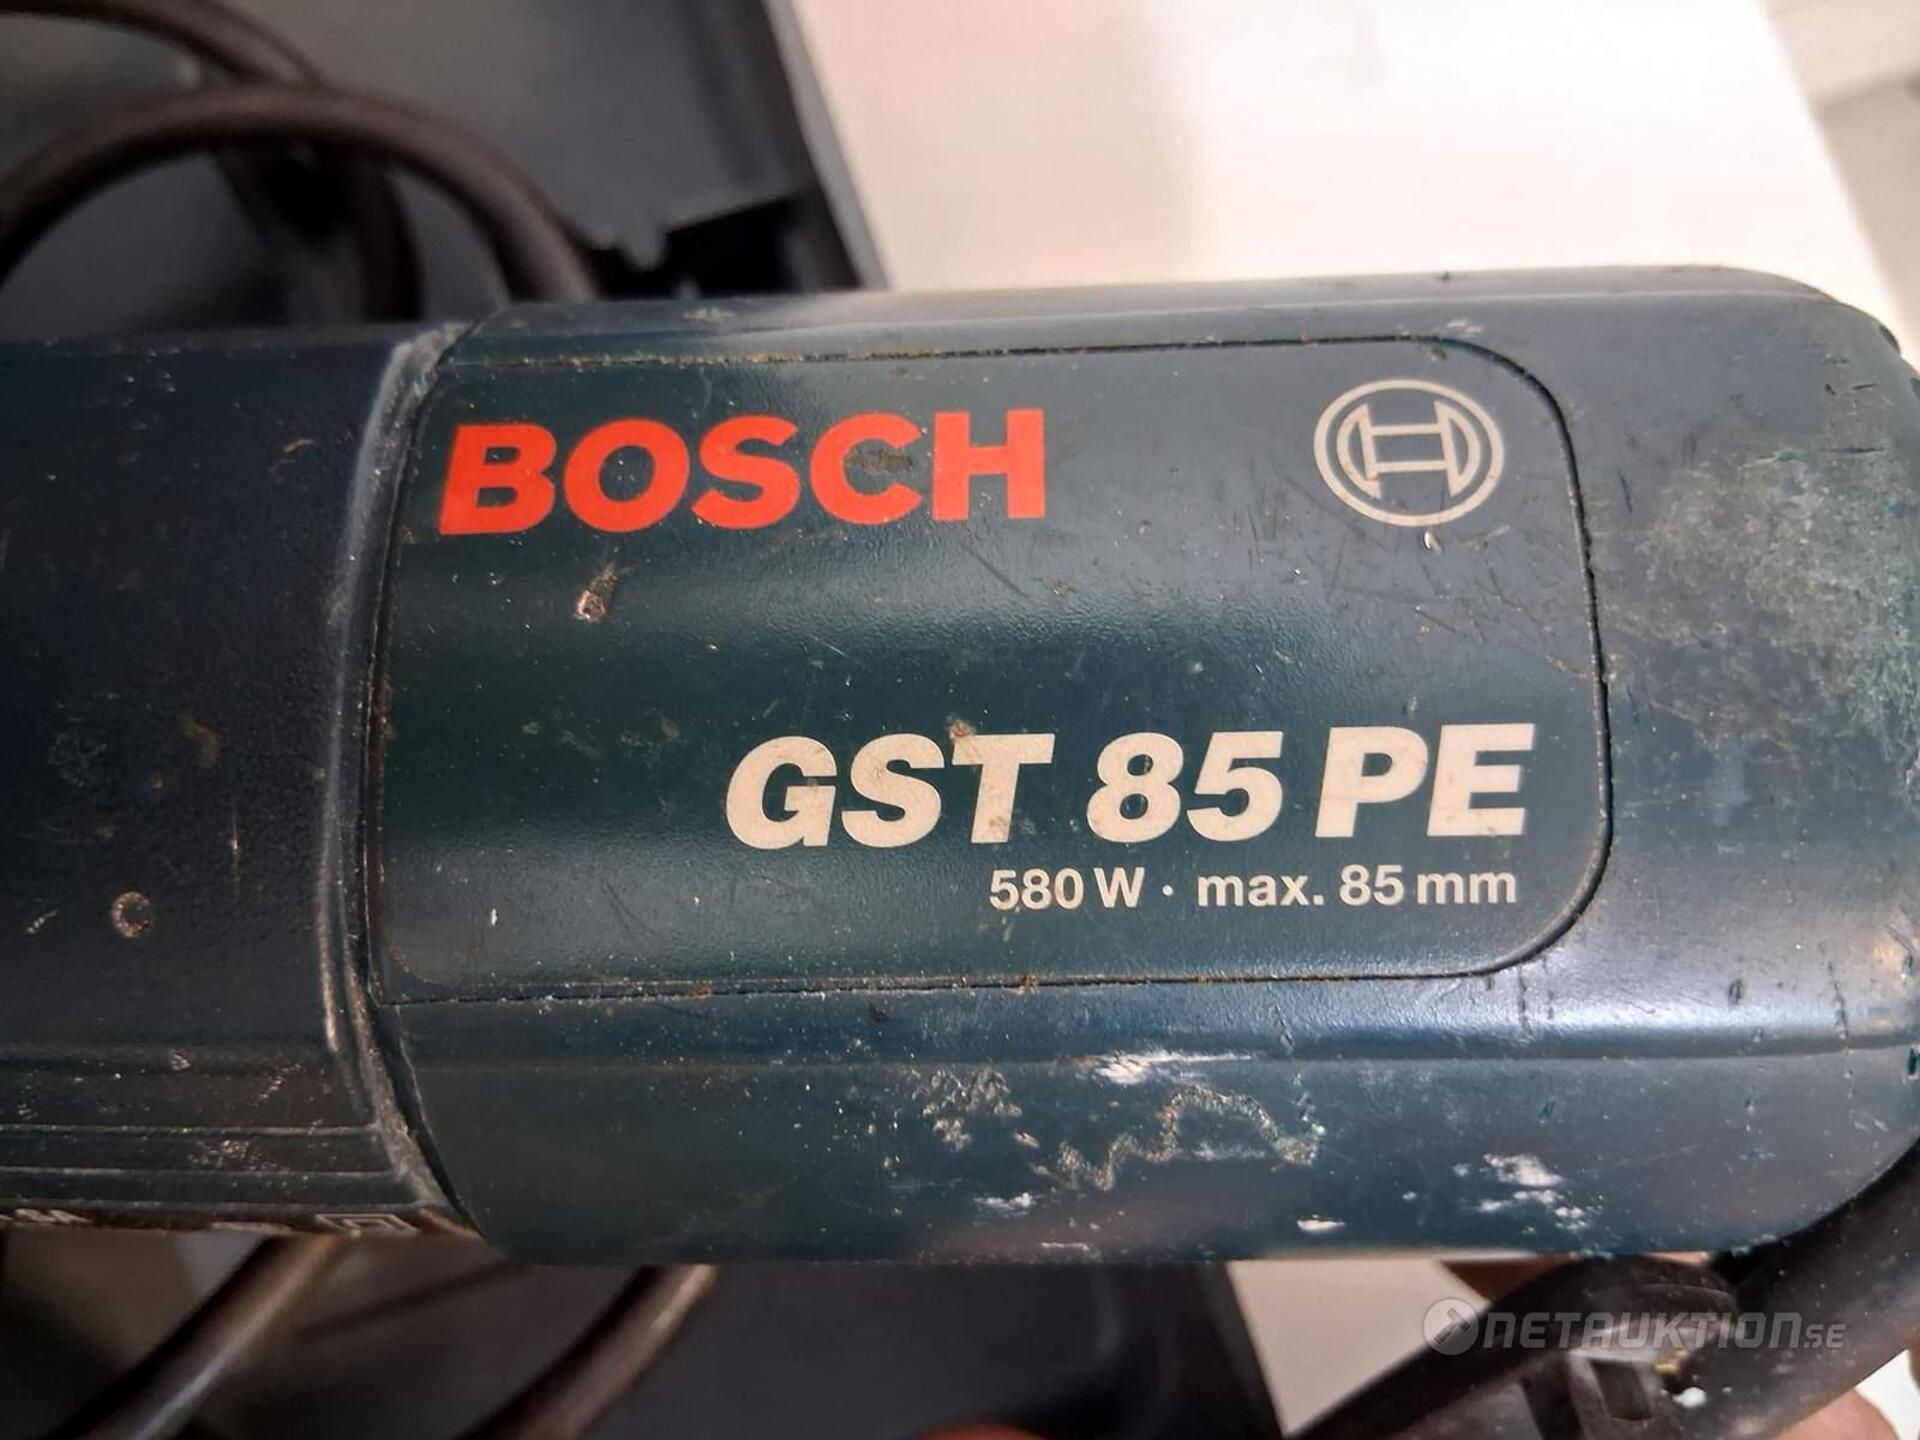 BOSCH
GST 85 PE
580 W · max. 85 mm
NETAUKTION.SE